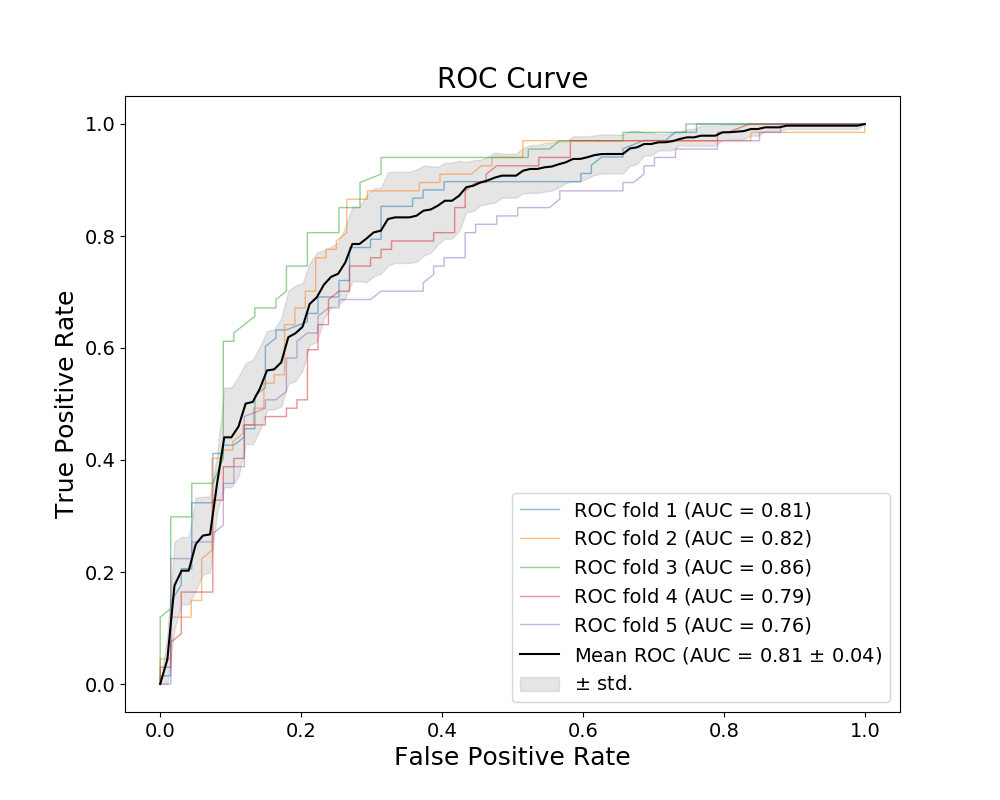 ROC Curve
True Positive Rate
1.0
0.8
0.6
0.4
0.2
0.0
ROC fold 1 (AUC = 0.81)
ROC fold 2 (AUC = 0.82)
ROC fold 3 (AUC = 0.86)
ROC fold 4 (AUC = 0.79)
ROC fold 5 (AUC = 0.76)
Mean ROC (AUC = 0.81 ± 0.04)
± std.
0.0 0.2 0.4 0.6 0.8 1.0
False Positive Rate